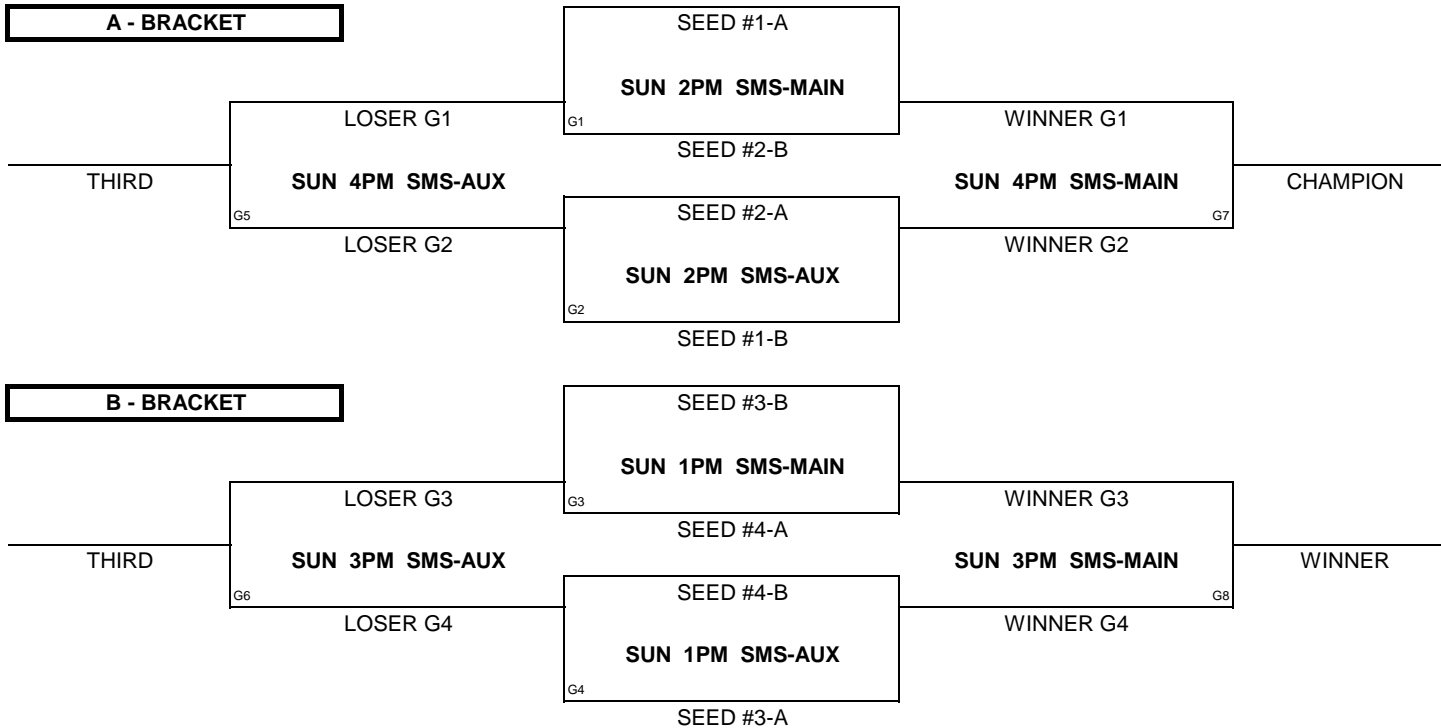 A - BRACKET
SEED #1-A
SUN 2PM SMS-MAIN
LOSER G1
G1
WINNER G1
SEED #2-B
THIRD
SUN 4PM SMS-AUX
SUN 4PM SMS-MAIN
CHAMPION
G5
SEED #2-A
G7
LOSER G2
WINNER G2
SUN 2PM SMS-AUX
G2
SEED #1-B
B - BRACKET
SEED #3-B
SUN 1PM SMS-MAIN
LOSER G3
G3
WINNER G3
SEED #4-A
THIRD
SUN 3PM SMS-AUX
SUN 3PM SMS-MAIN
WINNER
G6
SEED #4-B
G8
LOSER G4
WINNER G4
SUN 1PM SMS-AUX
G4
SEED #3-A